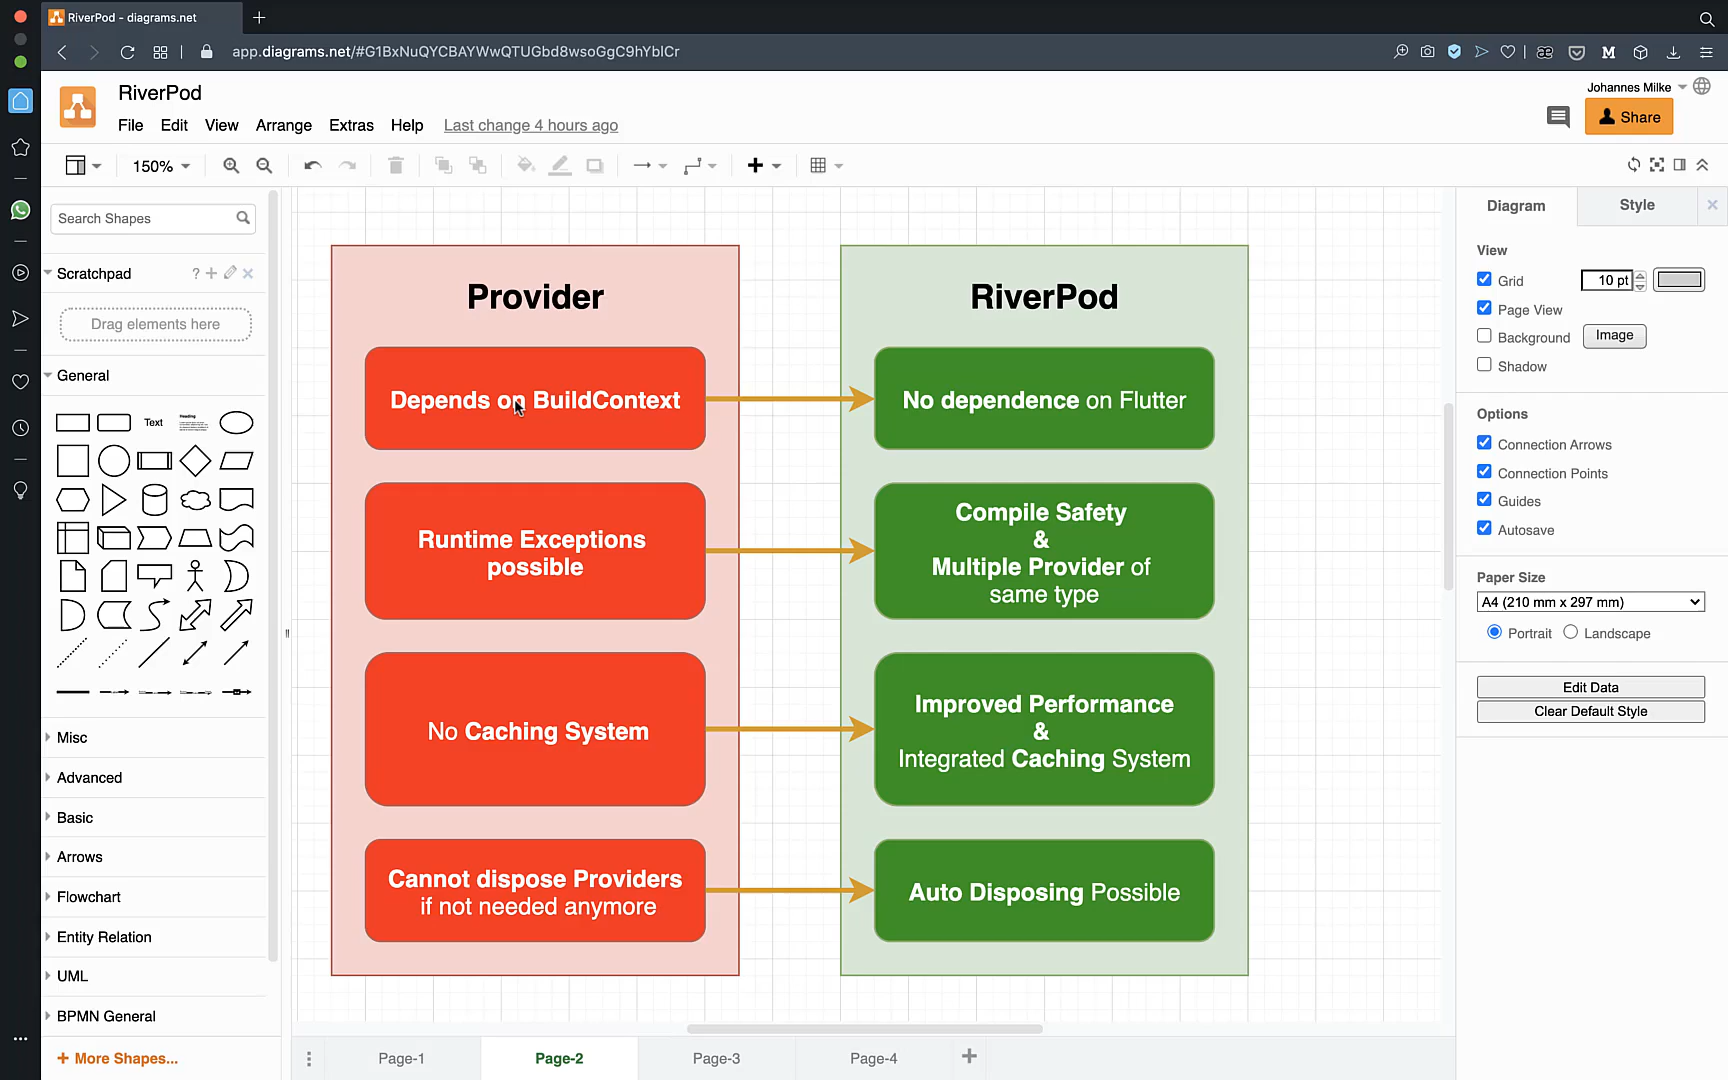 RiverPod - diagrams.net
app.diagrams.net/#G1BxNuQYCBAYWwQTUGbd8wsoGgC9hYblCr
RiverPod
Johannes Milke
File Edit View Arrange Extras Help Last change 4 hours ago
Share
150%
Search Shapes
Scratchpad
Drag elements here
General
Text
Heading
Misc
Advanced
Basic
Arrows
Flowchart
Entity Relation
UML
BPMN General
+ More Shapes...
Provider
Depends on BuildContext
Runtime Exceptions
possible
No Caching System
Cannot dispose Providers
if not needed anymore
RiverPod
No dependence on Flutter
Compile Safety
&
Multiple Provider of
same type
Improved Performance
&
Integrated Caching System
Auto Disposing Possible
Page-1 Page-2 Page-3 Page-4
Diagram Style
View
Grid 10 pt
Page View
Background Image
Shadow
Options
Connection Arrows
Connection Points
Guides
Autosave
Paper Size
A4 (210 mm x 297 mm)
Portrait Landscape
Edit Data
Clear Default Style